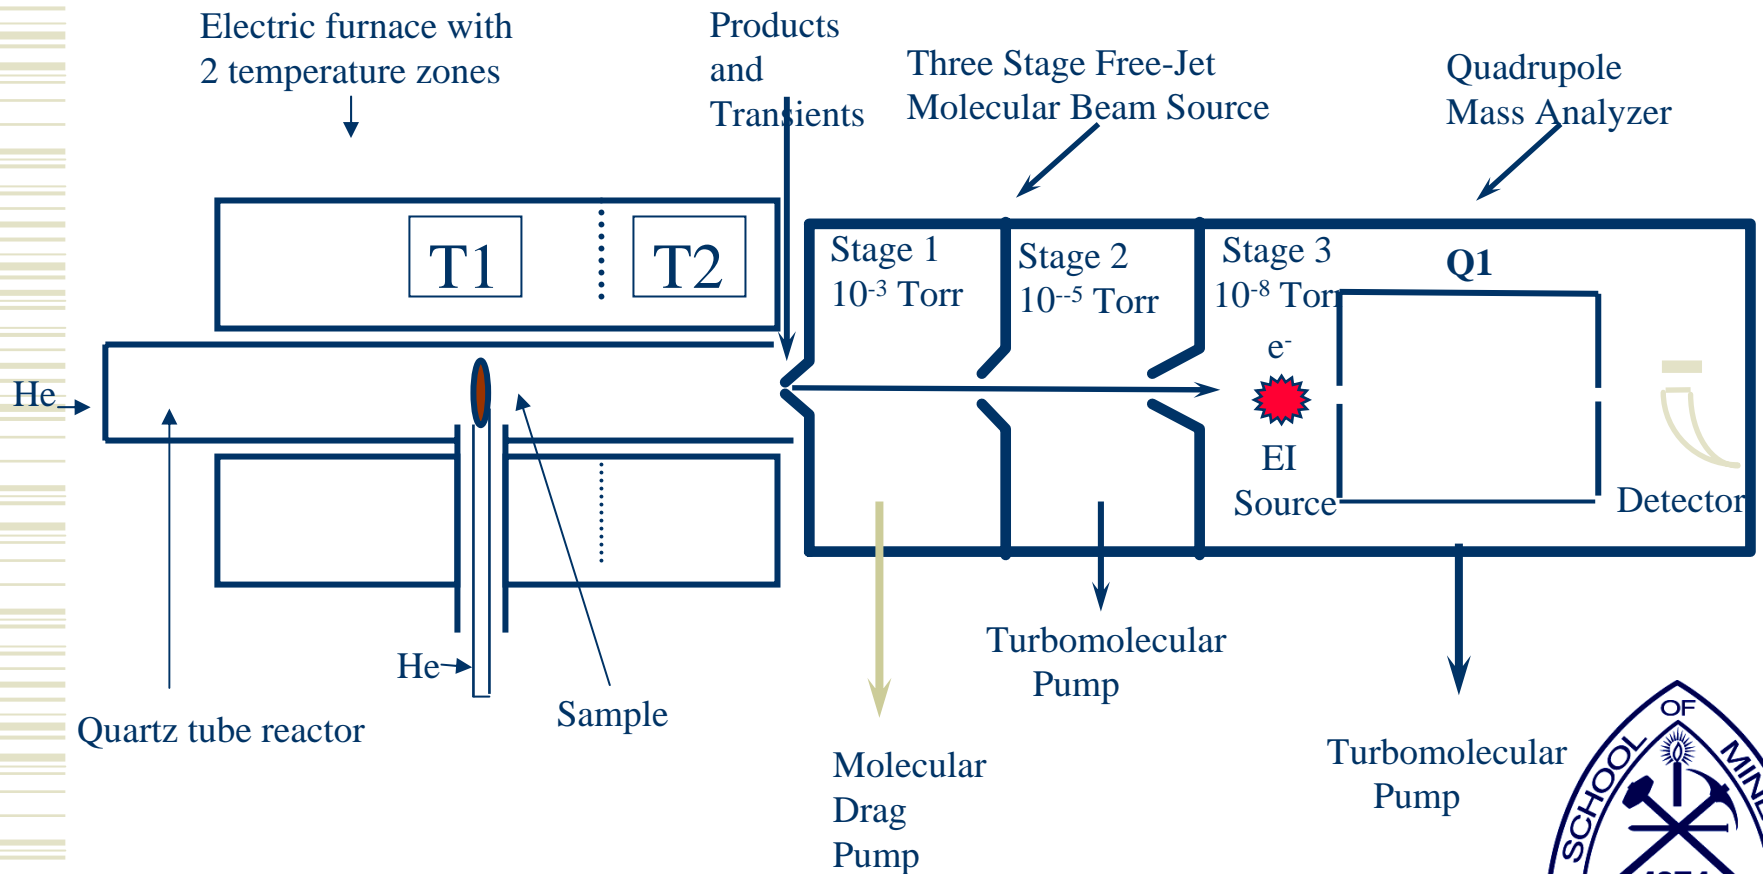 Electric furnace with
2 temperature zones
Products
and
Transients
Three Stage Free-Jet
Molecular Beam Source
Quadrupole
Mass Analyzer
T1
T2
Stage 1
10-3 Torr
Stage 2
10--5 Torr
Stage 3
10-8 Torr
Q1
He
e-
EI
Source
Detector
He
Sample
Quartz tube reactor
Turbomolecular
Pump
Molecular
Drag
Pump
Turbomolecular
Pump
SCHOOL
OF